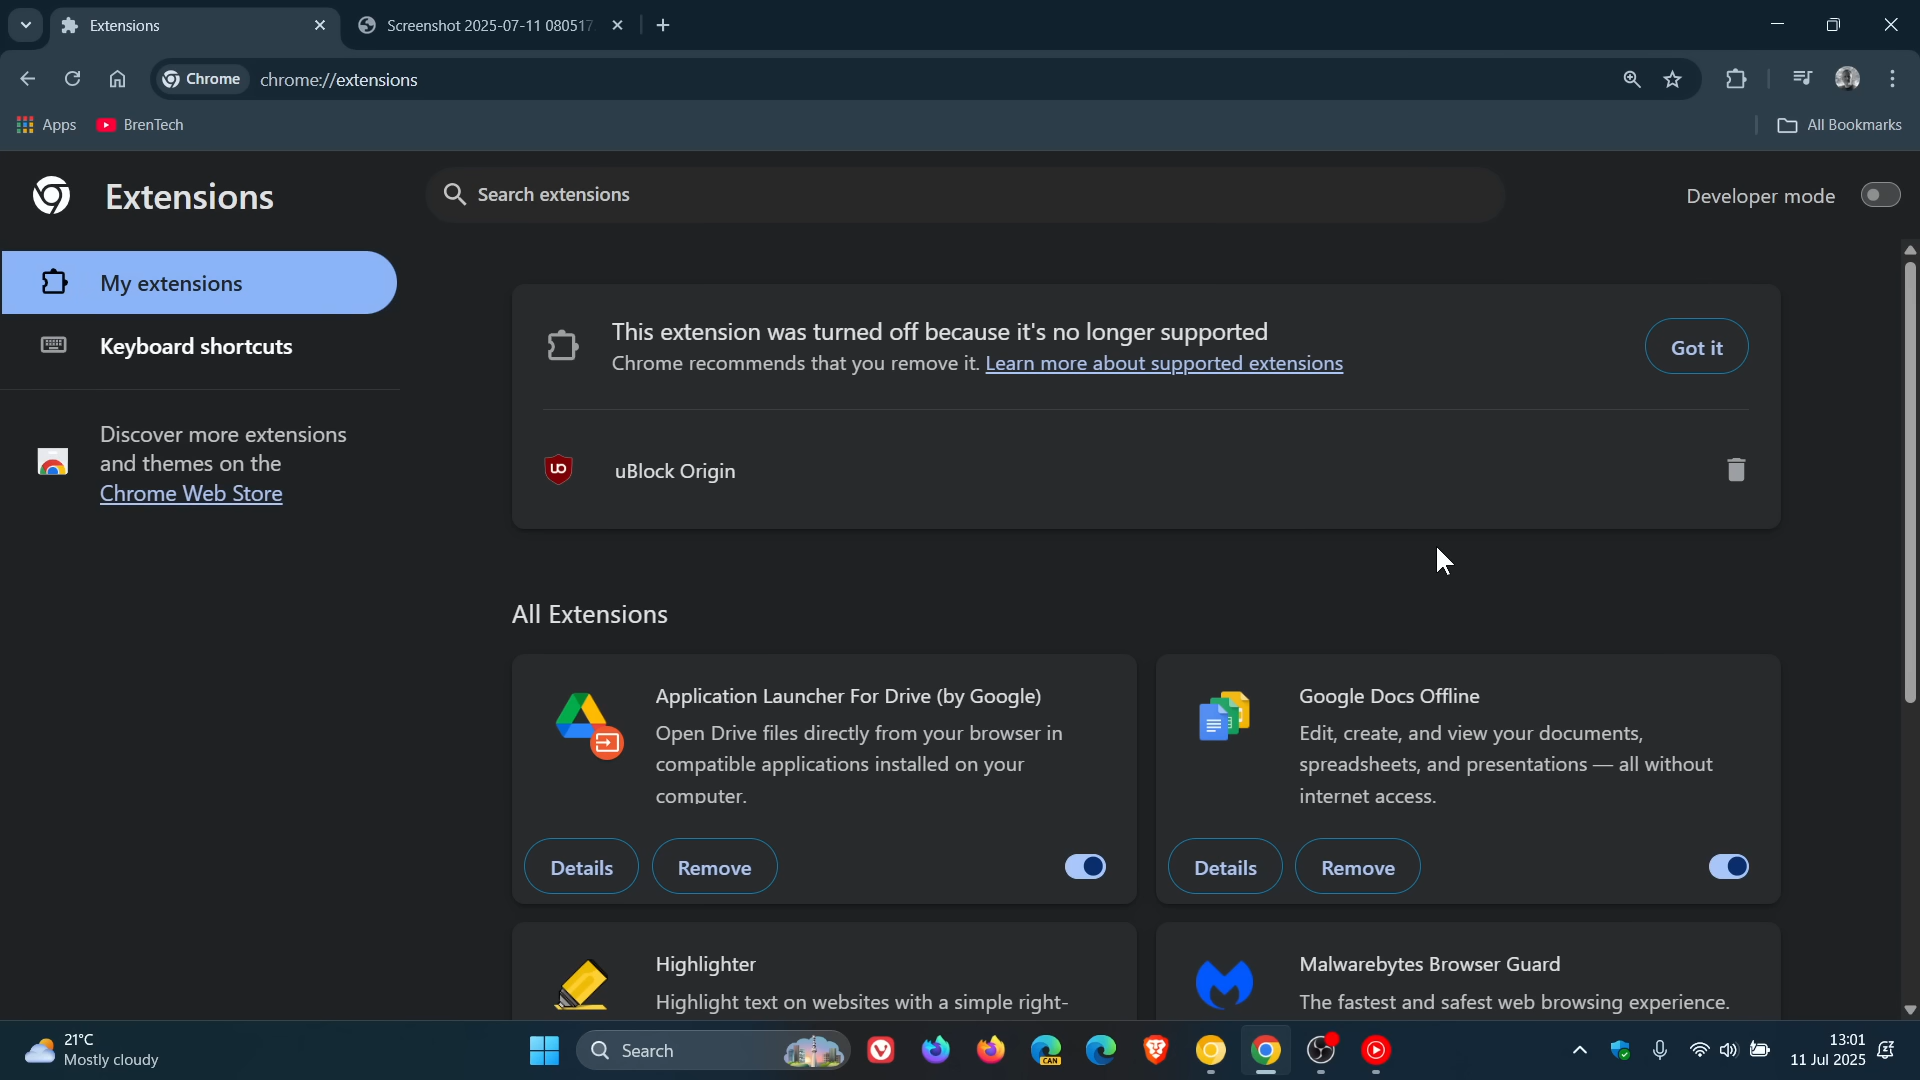 Extensions
Screenshot 2025-07-11 080517
Chrome
chrome://extensions
Apps
BrenTech
All Bookmarks
Extensions
Search extensions
Developer mode
My extensions
Keyboard shortcuts
Discover more extensions
and themes on the
Chrome Web Store
This extension was turned off because it's no longer supported
Chrome recommends that you remove it. Learn more about supported extensions
Got it
uBlock Origin
All Extensions
Application Launcher For Drive (by Google)
Open Drive files directly from your browser in
compatible applications installed on your
computer.
Details
Remove
Google Docs Offline
Edit, create, and view your documents,
spreadsheets, and presentations — all without
internet access.
Details
Remove
Highlighter
Highlight text on websites with a simple right-
Malwarebytes Browser Guard
The fastest and safest web browsing experience.
21°C
Mostly cloudy
Search
CAN
13:01
11 Jul 2025